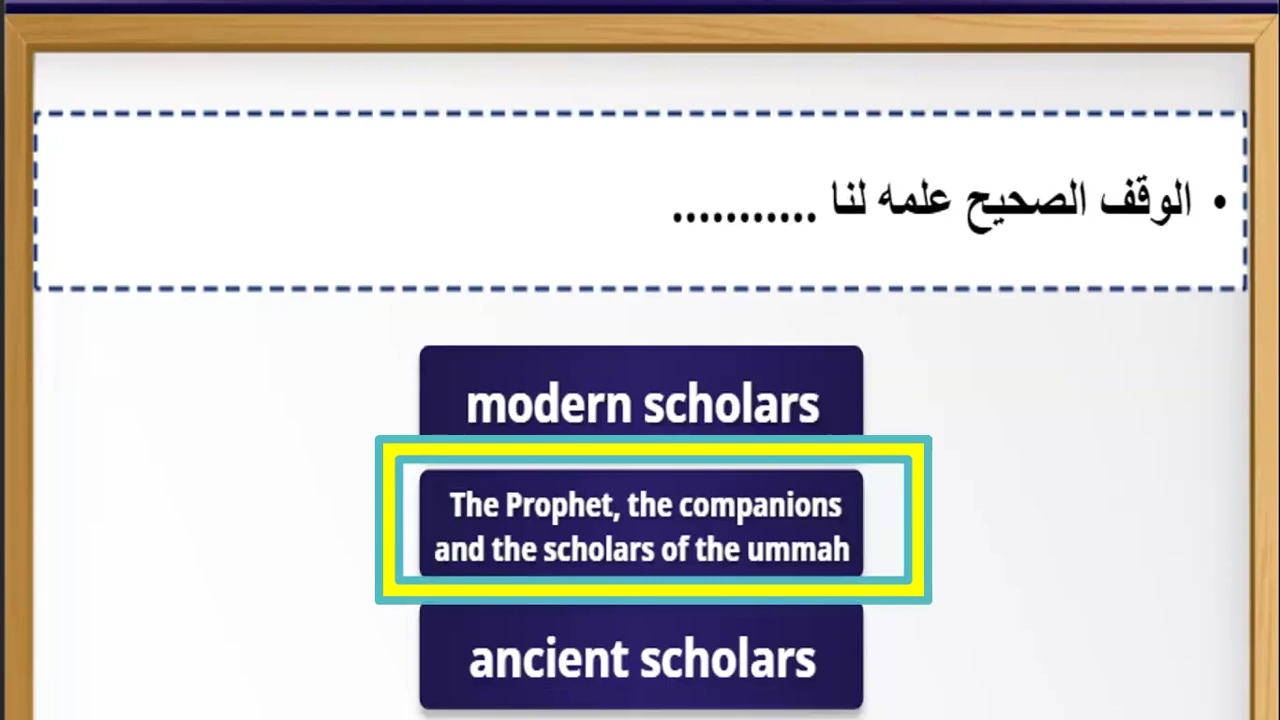 • الوقف الصحيح علمه لنا ...........
modern scholars
The Prophet, the companions
and the scholars of the ummah
ancient scholars